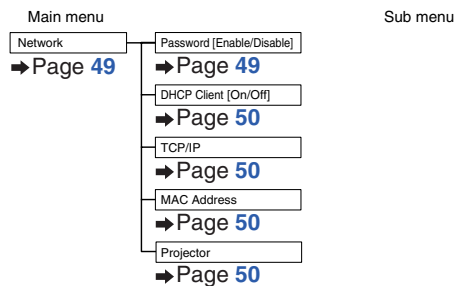 Main menu Sub menu
Network Password [Enable/Disable]
➡Page 49 ➡Page 49
DHCP Client [On/Off]
➡Page 50
TCP/IP
➡Page 50
MAC Address
➡Page 50
Projector
➡Page 50